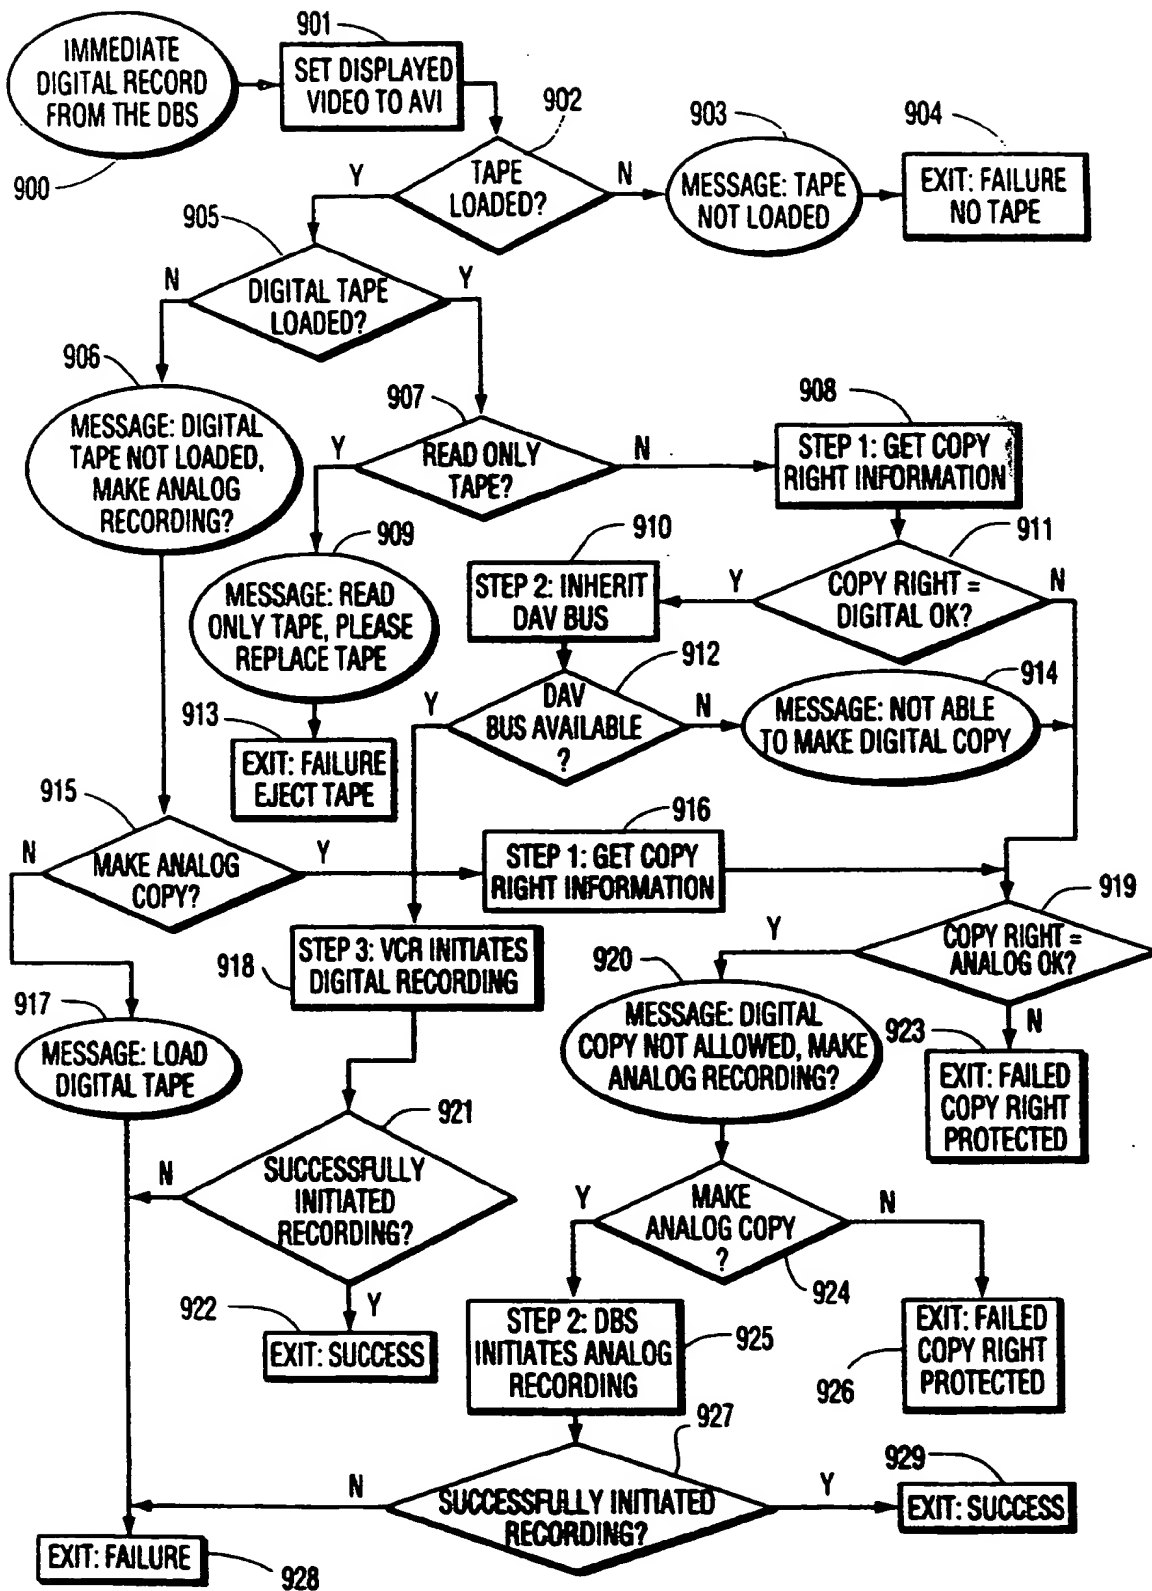 IMMEDIATE
DIGITAL RECORD
FROM THE DBS
900
901
SET DISPLAYED
VIDEO TO AVI
902
TAPE
LOADED?
Y
N
903
MESSAGE: TAPE
NOT LOADED
904
EXIT: FAILURE
NO TAPE
905
DIGITAL TAPE
LOADED?
N
Y
906
MESSAGE: DIGITAL
TAPE NOT LOADED,
MAKE ANALOG
RECORDING?
907
READ ONLY
TAPE?
Y
N
908
STEP 1: GET COPY
RIGHT INFORMATION
909
MESSAGE: READ
ONLY TAPE, PLEASE
REPLACE TAPE
910
STEP 2: INHERIT
DAV BUS
911
COPY RIGHT =
DIGITAL OK?
Y
N
912
DAV
BUS AVAILABLE
?
Y
N
913
EXIT: FAILURE
EJECT TAPE
914
MESSAGE: NOT ABLE
TO MAKE DIGITAL COPY
915
MAKE ANALOG
COPY?
N
Y
916
STEP 1: GET COPY
RIGHT INFORMATION
917
MESSAGE: LOAD
DIGITAL TAPE
918
STEP 3: VCR INITIATES
DIGITAL RECORDING
919
COPY RIGHT =
ANALOG OK?
Y
N
920
MESSAGE: DIGITAL
COPY NOT ALLOWED, MAKE
ANALOG RECORDING?
923
EXIT: FAILED
COPY RIGHT
PROTECTED
921
SUCCESSFULLY
INITIATED
RECORDING?
N
Y
922
EXIT: SUCCESS
MAKE
ANALOG COPY
?
Y
N
924
STEP 2: DBS
INITIATES ANALOG
RECORDING
925
EXIT: FAILED
COPY RIGHT
PROTECTED
926
927
SUCCESSFULLY INITIATED
RECORDING?
N
Y
929
EXIT: SUCCESS
EXIT: FAILURE
928